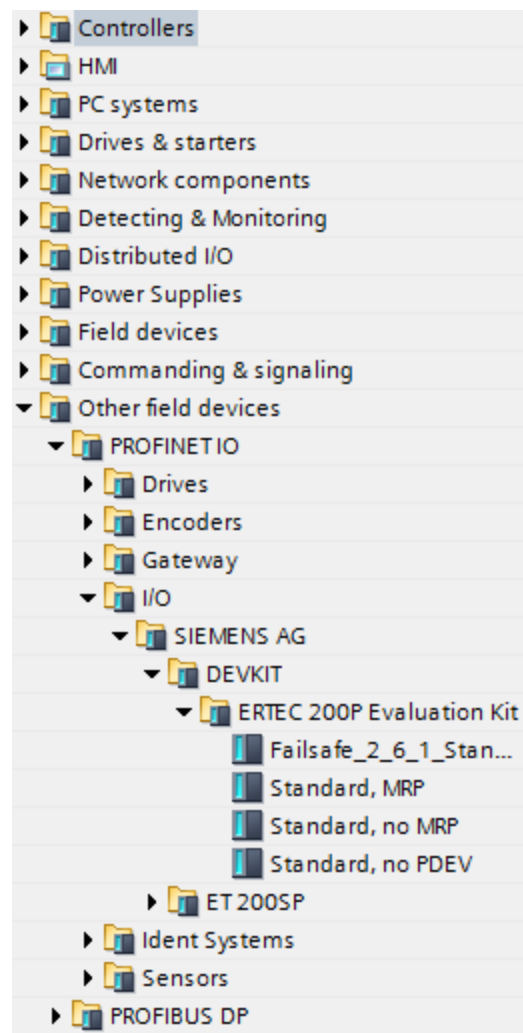 Controllers
HMI
PC systems
Drives & starters
Network components
Detecting & Monitoring
Distributed I/O
Power Supplies
Field devices
Commanding & signaling
Other field devices
PROFINET IO
Drives
Encoders
Gateway
I/O
SIEMENS AG
DEVKIT
ERTEC 200P Evaluation Kit
Failsafe_2_6_1_Stan...
Standard, MRP
Standard, no MRP
Standard, no PDEV
ET 200SP
Ident Systems
Sensors
PROFIBUS DP